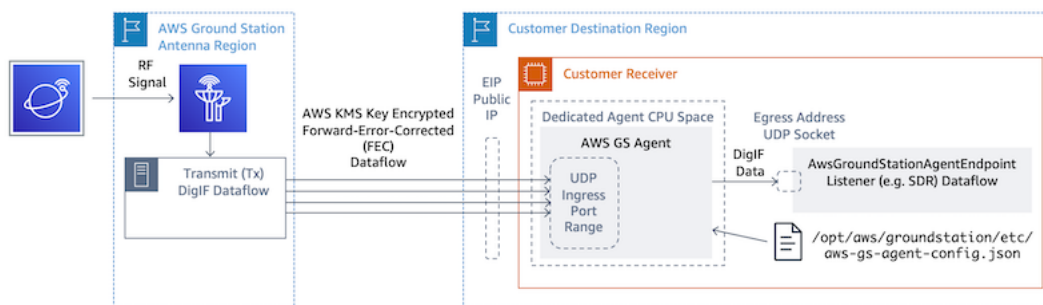 AWS Ground Station
Antenna Region
RF
Signal
Transmit (Tx)
DigIF Dataflow
AWS KMS Key Encrypted
Forward-Error-Corrected
(FEC)
Dataflow
Customer Destination Region
EIP
Public
IP
Customer Receiver
Dedicated Agent CPU Space
AWS GS Agent
UDP
Ingress
Port
Range
DigIF
Data
Egress Address
UDP Socket
AwsGroundStationAgentEndpoint
Listener (e.g. SDR) Dataflow
/opt/aws/groundstation/etc/
aws-gs-agent-config.json